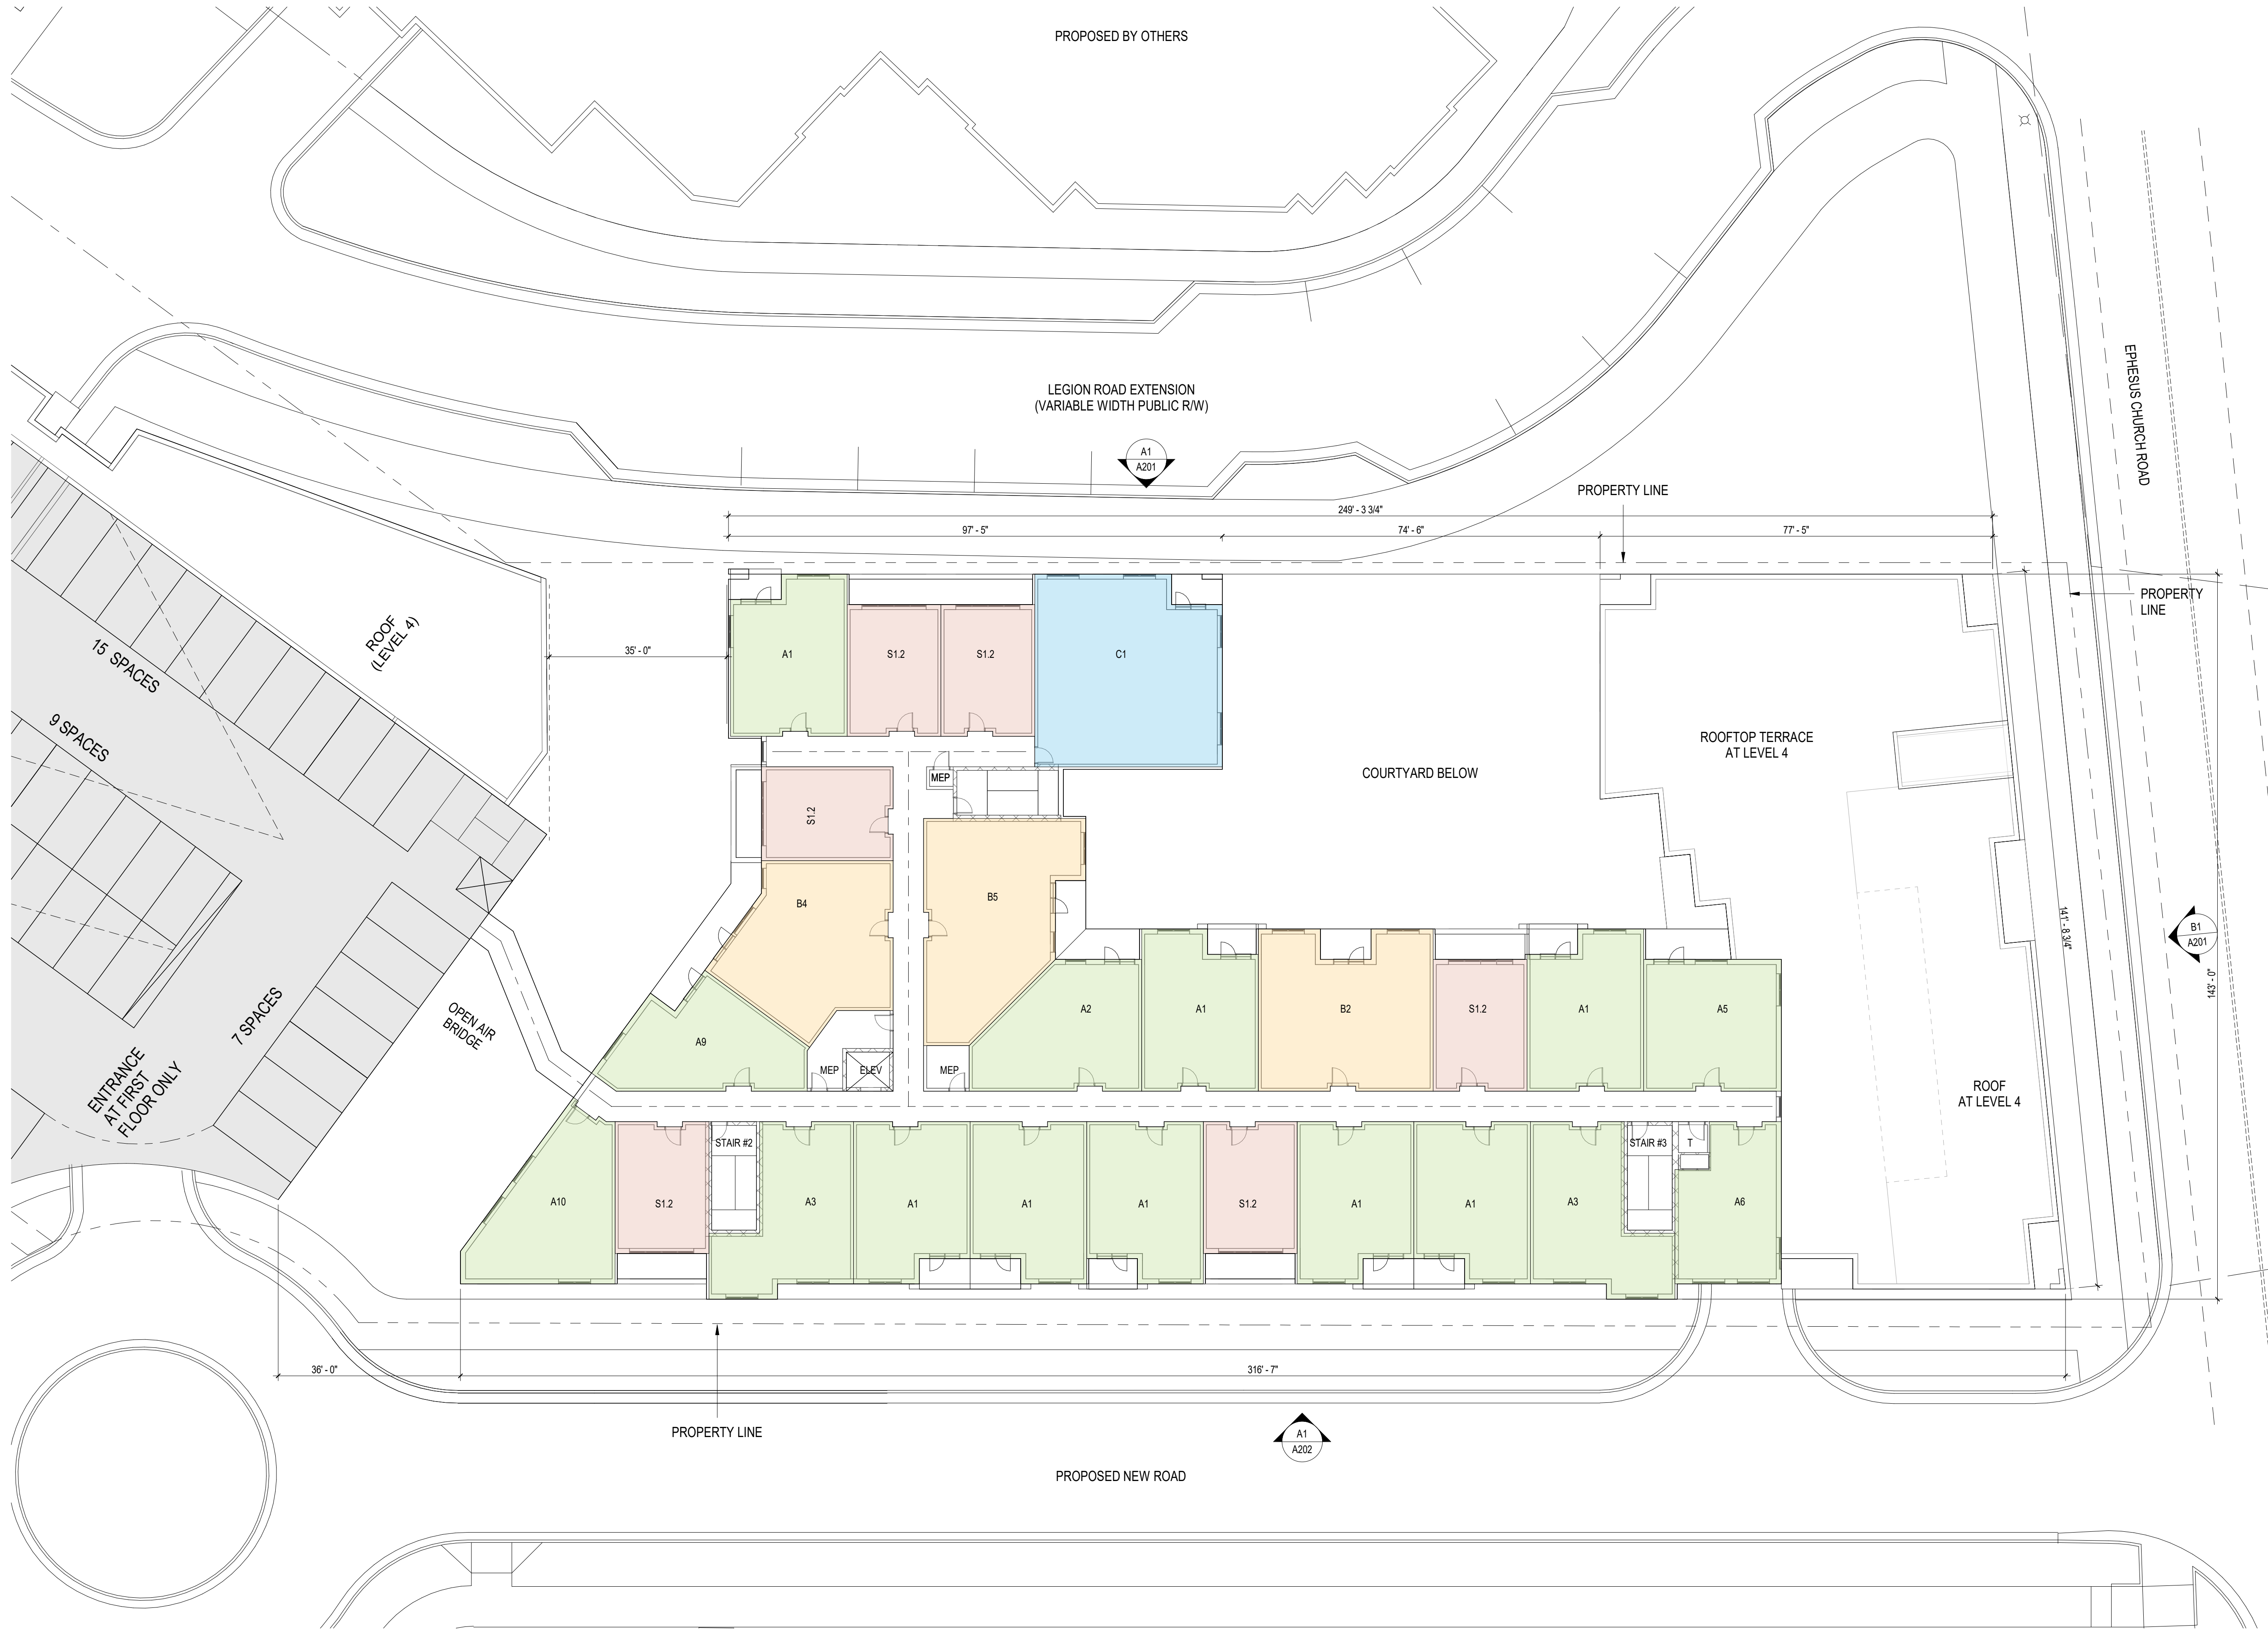 PROPOSED BY OTHERS
EPHESUS CHURCH ROAD
LEGION ROAD EXTENSION
(VARIABLE WIDTH PUBLIC R/W)
A1
A201
PROPERTY LINE
249' - 3 3/4"
97' - 5"
74' - 6"
77' - 5"
PROPERTY
LINE
ROOF
(LEVEL 4)
15 SPACES
9 SPACES
7 SPACES
ENTRANCE
AT FIRST
FLOOR ONLY
OPEN AIR
BRIDGE
35' - 0"
A1
S1.2
S1.2
C1
MEP
S1.2
B4
B5
COURTYARD BELOW
ROOFTOP TERRACE
AT LEVEL 4
141' - 8 3/4"
143' - 0"
B1
A201
A9
MEP
ELEV
MEP
A2
A1
B2
S1.2
A1
A5
ROOF
AT LEVEL 4
A10
S1.2
STAIR #2
A3
A1
A1
A1
S1.2
A1
A1
A3
STAIR #3
T
A6
36' - 0"
316' - 7"
PROPERTY LINE
A1
A202
PROPOSED NEW ROAD